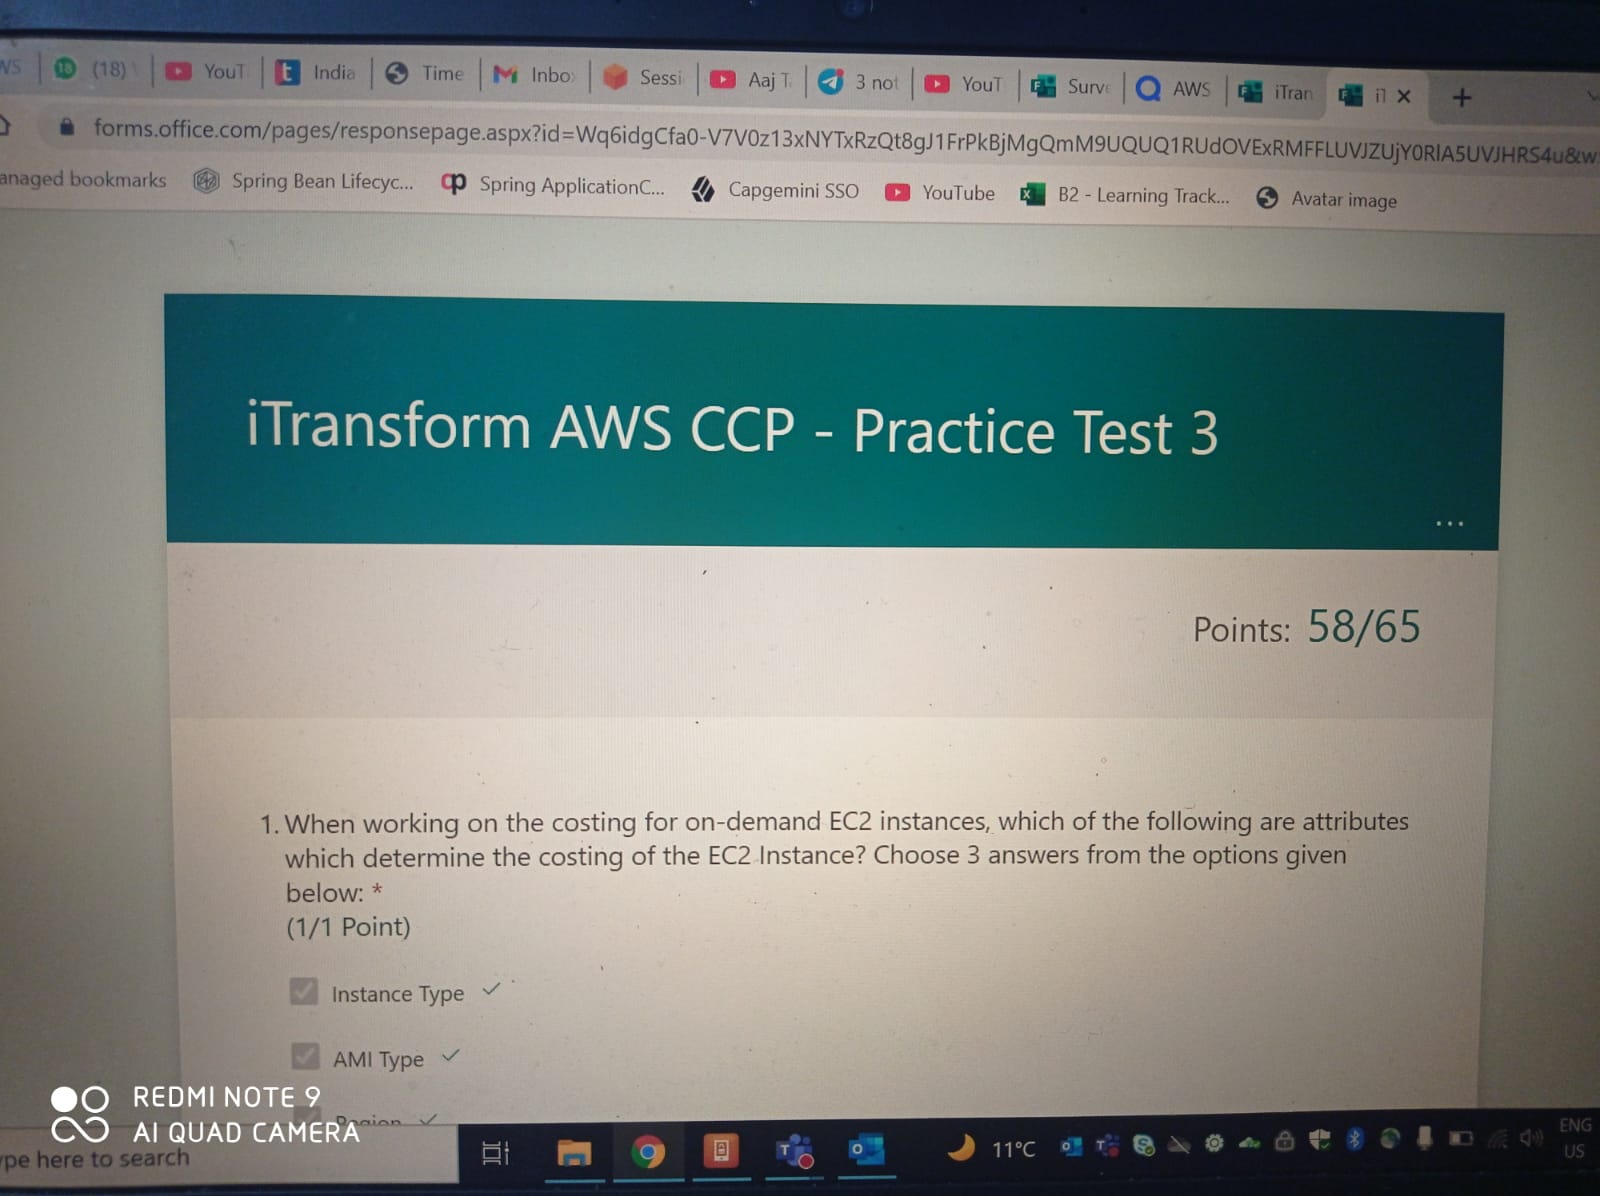 WS (18) YouT India Time Inbo Sessi Aaj T 3 not YouT Surve AWS iTran iT
forms.office.com/pages/responsepage.aspx?id=Wq6idgCfa0-V7V0z13xNYTxRzQt8gJ1FrPkBjMgQmM9UQUQ1RUdOVExRMFFLUVJZUjY0RlA5UVJHRS4u&w
anaged bookmarks Spring Bean Lifecyc... Spring ApplicationC... Capgemini SSO YouTube B2 - Learning Track... Avatar image
iTransform AWS CCP - Practice Test 3
...
Points: 58/65
1. When working on the costing for on-demand EC2 instances, which of the following are attributes
which determine the costing of the EC2 Instance? Choose 3 answers from the options given
below: *
(1/1 Point)
Instance Type
AMI Type
Region
REDMI NOTE 9
AI QUAD CAMERA
pe here to search
11°C
ENG
US